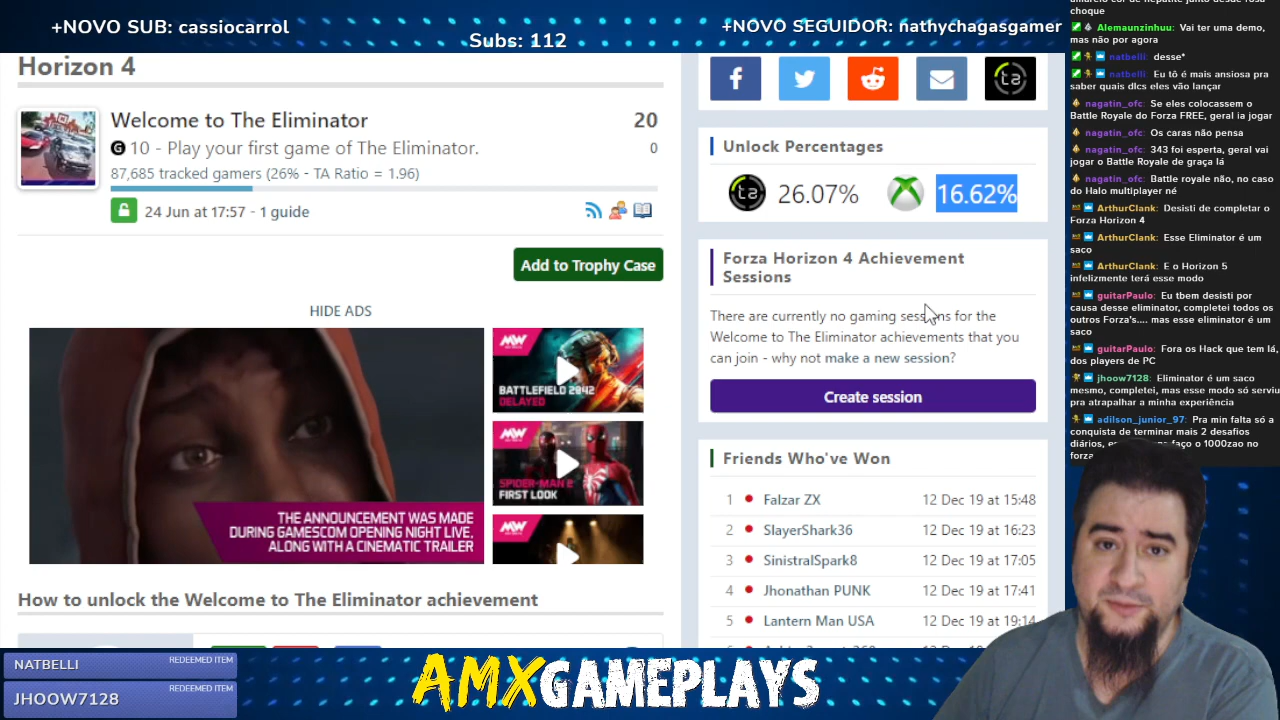 +NOVO SUB: cassiocarrol
Subs: 112
+NOVO SEGUIDOR: nathychagasgamer
Horizon 4
Welcome to The Eliminator
20
10 - Play your first game of The Eliminator.
0
87,685 tracked gamers (26% - TA Ratio = 1.96)
24 Jun at 17:57 - 1 guide
Add to Trophy Case
HIDE ADS
MW
BATTLEFIELD 2042
DELAYED
MW
SPIDER-MAN 2
FIRST LOOK
MW
THE ANNOUNCEMENT WAS MADE
DURING GAMESCOM OPENING NIGHT LIVE,
ALONG WITH A CINEMATIC TRAILER
How to unlock the Welcome to The Eliminator achievement
ta
Unlock Percentages
ta 26.07% 16.62%
Forza Horizon 4 Achievement
Sessions
There are currently no gaming sessions for the
Welcome to The Eliminator achievements that you
can join - why not make a new session?
Create session
Friends Who've Won
1 Falzar ZX 12 Dec 19 at 15:48
2 SlayerShark36 12 Dec 19 at 16:23
3 SinistralSpark8 12 Dec 19 at 17:05
4 Jhonathan PUNK 12 Dec 19 at 17:41
5 Lantern Man USA 12 Dec 19 at 19:14
choque
Alemaunzinhuu: Vai ter uma demo,
mas não por agora
natbelli: desse*
natbelli: Eu tô é mais ansiosa pra
saber quais dlcs eles vão lançar
nagatin_ofc: Se eles colocassem o
Battle Royale do Forza FREE, geral ia jogar
nagatin_ofc: Os caras não pensa
nagatin_ofc: 343 foi esperta, geral vai
jogar o Battle Royale de graça lá
nagatin_ofc: Battle royale não, no caso
do Halo multiplayer né
ArthurClank: Desisti de completar o
Forza Horizon 4
ArthurClank: Esse Eliminator é um
saco
ArthurClank: E o Horizon 5
infelizmente terá esse modo
guitarPaulo: Eu tbem desisti por
causa desse eliminator, completei todos os
outros Forza's.... mas esse eliminator é um
saco
guitarPaulo: Fora os Hack que tem lá,
dos players de PC
jhoow7128: Eliminator é um saco
mesmo, completei, mas esse modo só serviu
pra atrapalhar a minha experiência
adilson_junior_97: Pra min falta só a
conquista de terminar mais 2 desafios
diários, faço o 1000zao no
forza
NATBELLI REDEEMED ITEM
JHOOW7128 REDEEMED ITEM
AMXGAMEPLAYS